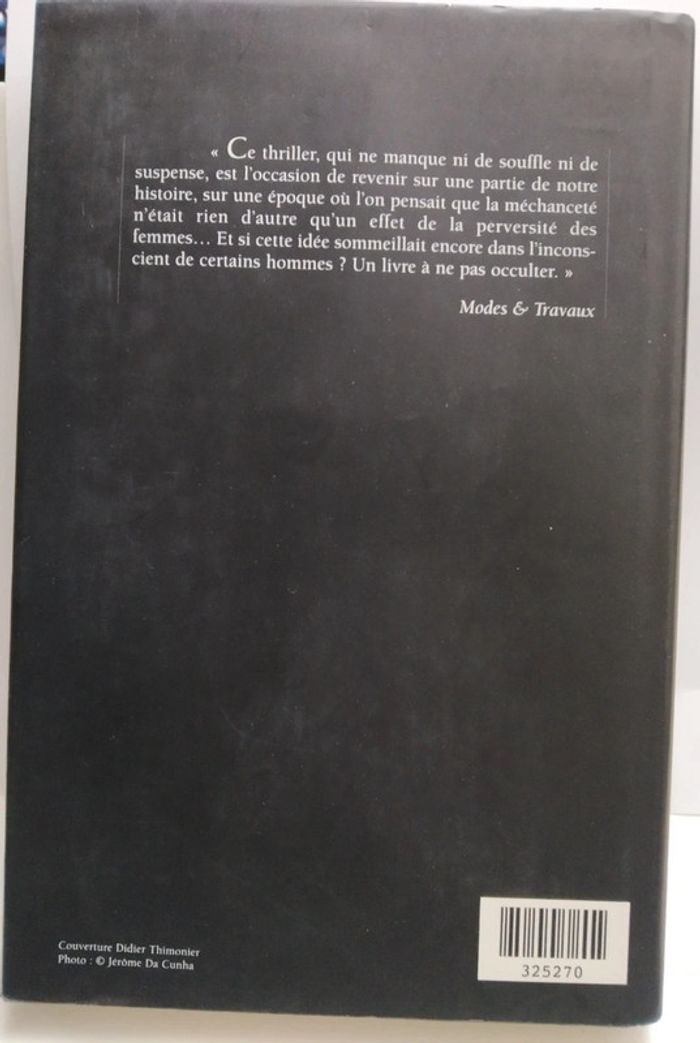 « Ce thriller, qui ne manque ni de souffle ni de
suspense, est l'occasion de revenir sur une partie de notre
histoire, sur une époque où l'on pensait que la méchanceté
n'était rien d'autre qu'un effet de la perversité des
femmes... Et si cette idée sommeillait encore dans l'incons-
cient de certains hommes ? Un livre à ne pas occulter. »
Modes & Travaux
Couverture Didier Thimonier
Photo : © Jérôme Da Cunha
325270